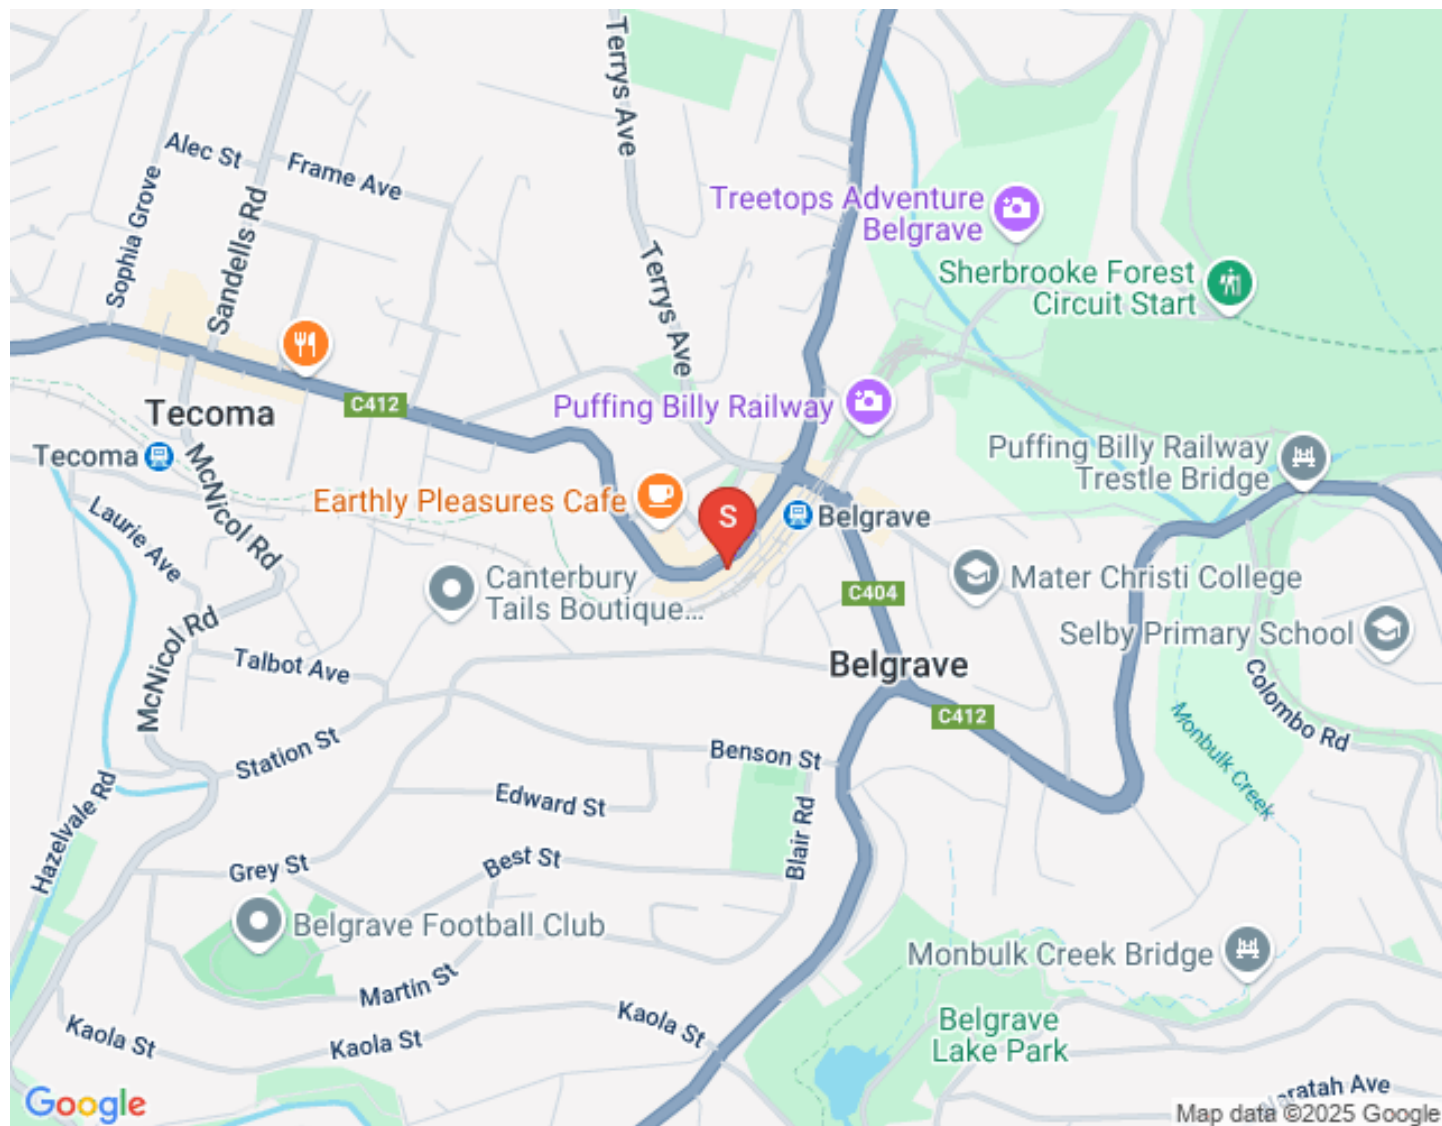 Terrys Ave
Alec St
Frame Ave
Sophia Grove
Sandells Rd
Treetops Adventure
Belgrave
Terrys Ave
Sherbrooke Forest
Circuit Start
C412
Tecoma
Puffing Billy Railway
Tecoma
McNicol Rd
Puffing Billy Railway
Trestle Bridge
Earthly Pleasures Cafe
S
Belgrave
Laurie Ave
Canterbury
Tails Boutique...
C404
Mater Christi College
Selby Primary School
McNicol Rd
Talbot Ave
Belgrave
Colombo Rd
C412
Monbulk Creek
Station St
Benson St
Hazelvale Rd
Edward St
Blair Rd
Grey St
Best St
Belgrave Football Club
Monbulk Creek Bridge
Martin St
Kaola St
Kaola St
Kaola St
Belgrave
Lake Park
Ave
Google
Map data ©2025 Google